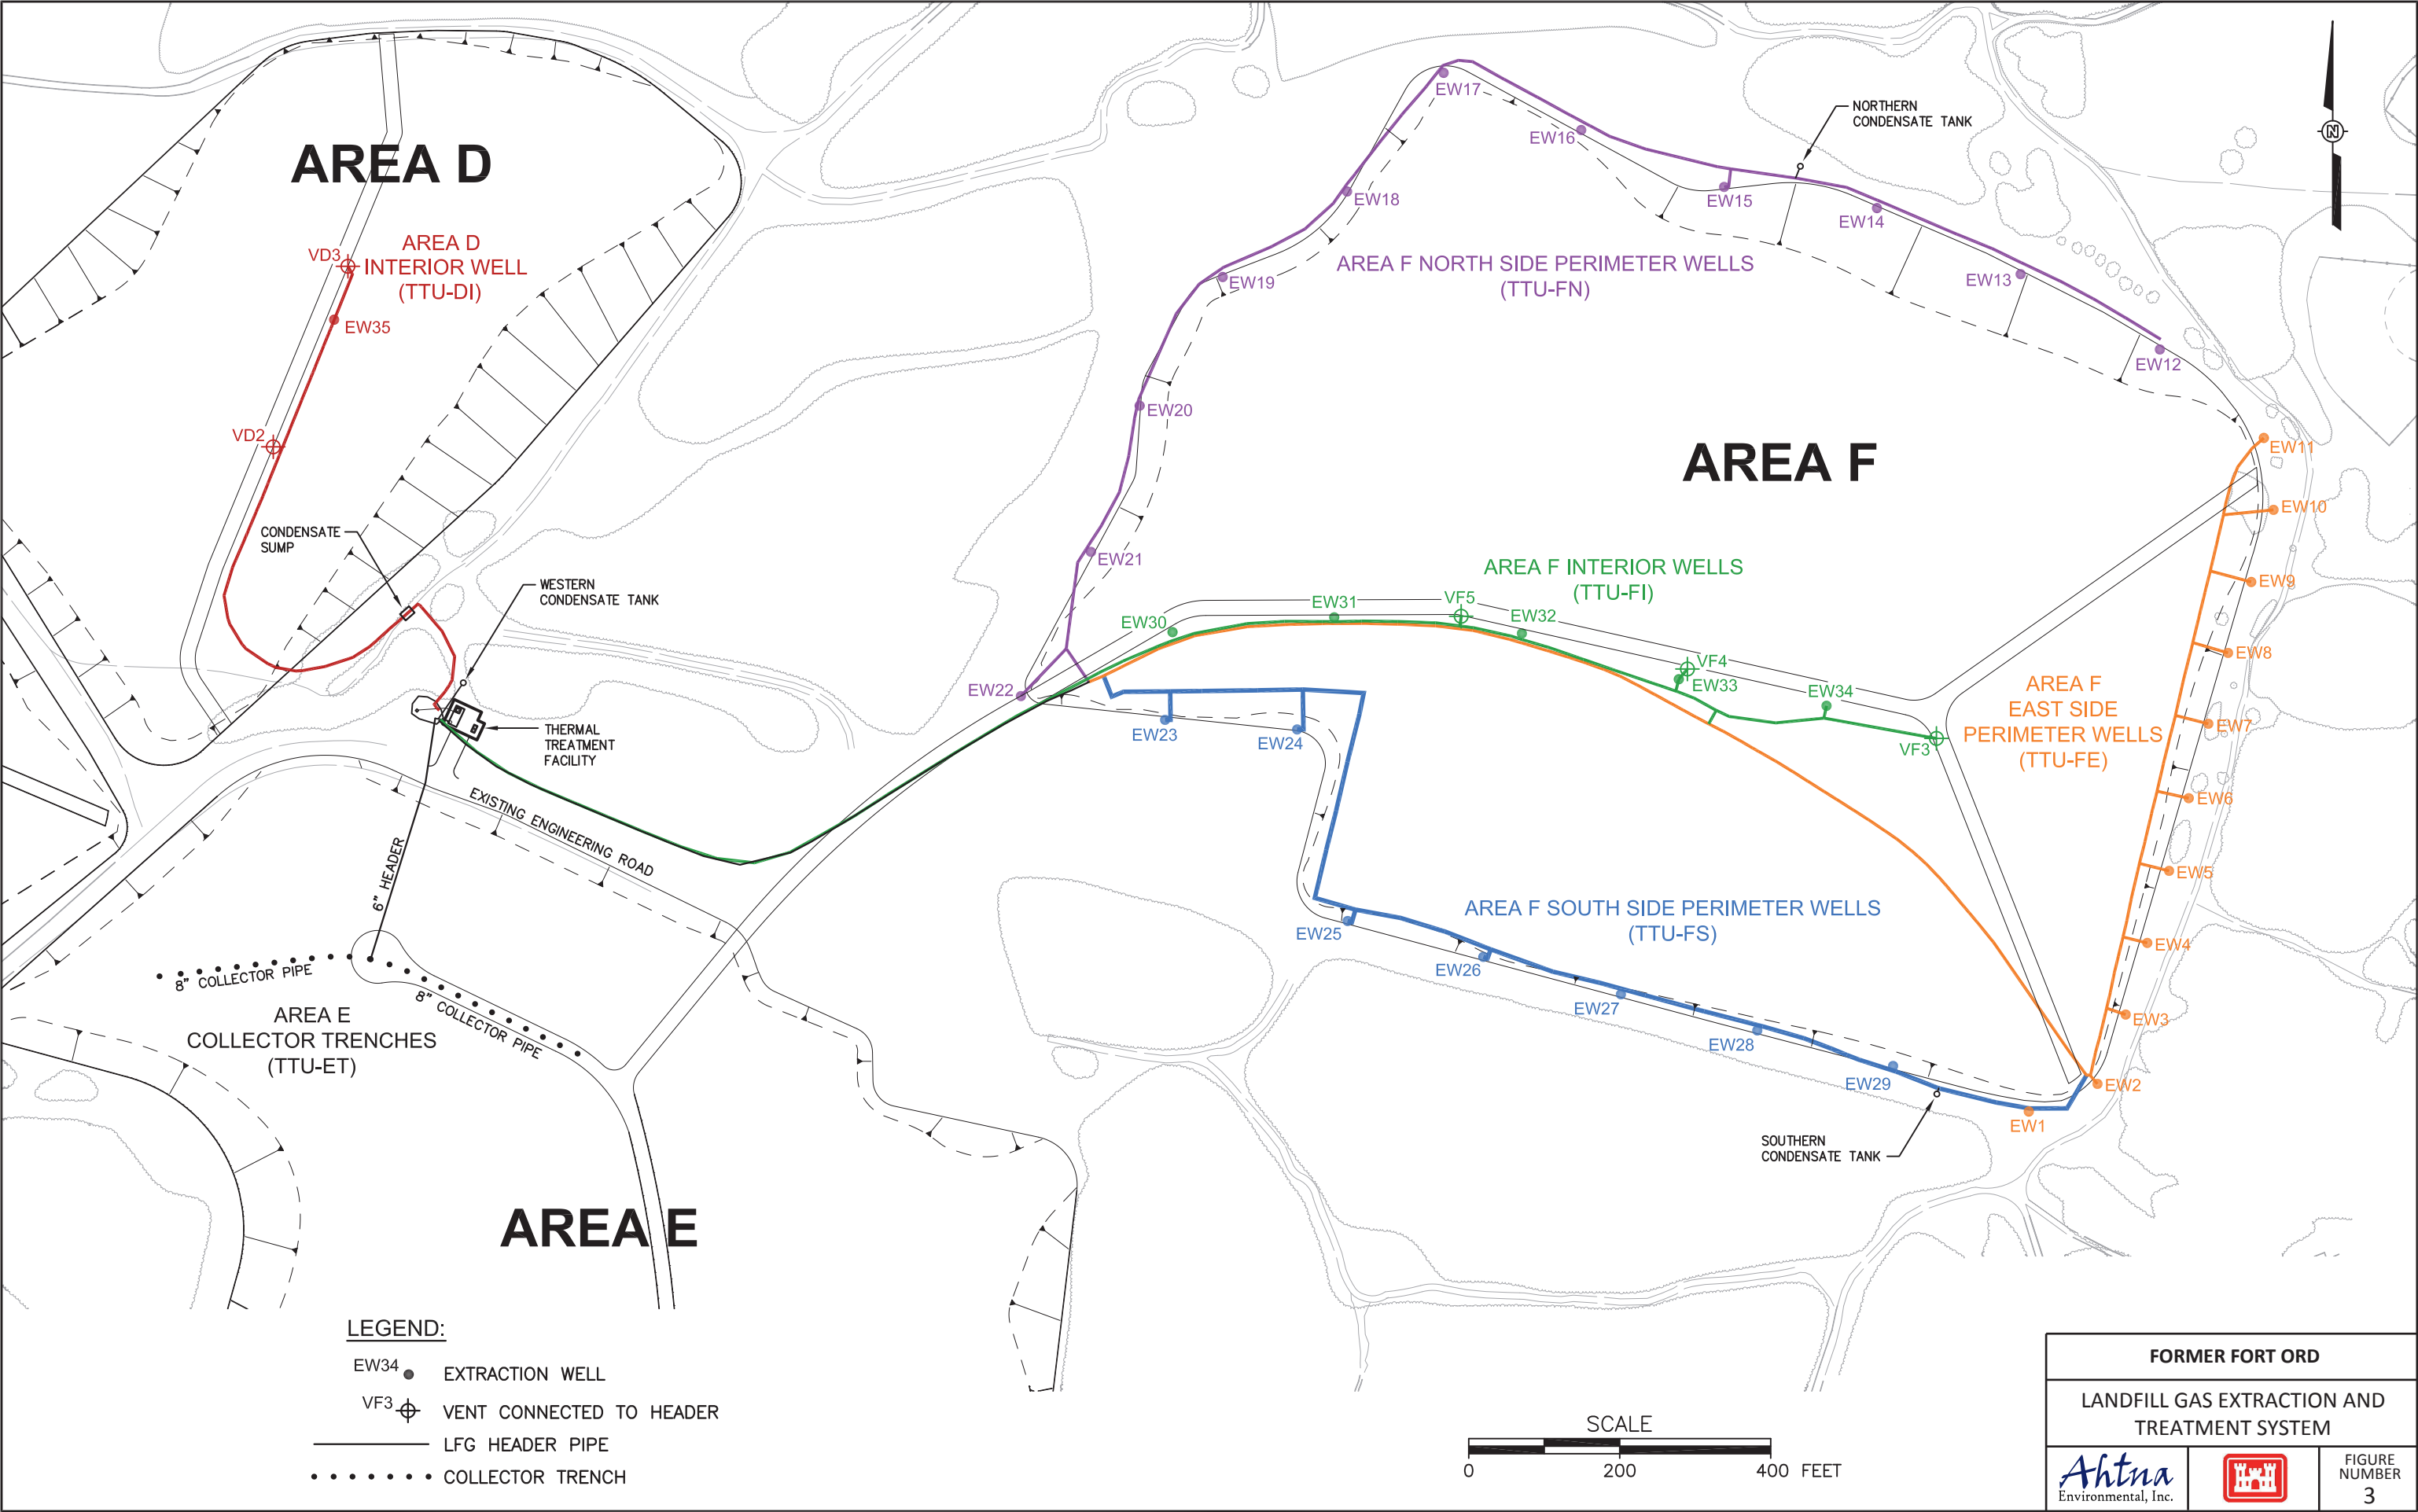 AREA D
AREA D
INTERIOR WELL
(TTU-DI)
VD3
EW35
VD2
CONDENSATE
SUMP
WESTERN
CONDENSATE TANK
THERMAL
TREATMENT
FACILITY
EXISTING ENGINEERING ROAD
6" HEADER
8" COLLECTOR PIPE
8" COLLECTOR PIPE
AREA E
COLLECTOR TRENCHES
(TTU-ET)
AREA E
EW17
EW16
NORTHERN
CONDENSATE TANK
EW18
EW15
EW14
EW19
AREA F NORTH SIDE PERIMETER WELLS
(TTU-FN)
EW13
EW12
EW20
EW21
EW22
AREA F
EW11
EW10
EW9
EW8
EW7
EW6
EW5
EW4
EW3
EW2
EW1
AREA F
EAST SIDE
PERIMETER WELLS
(TTU-FE)
AREA F INTERIOR WELLS
(TTU-FI)
EW30
EW31
VF5
EW32
VF4
EW33
EW34
VF3
EW23
EW24
AREA F SOUTH SIDE PERIMETER WELLS
(TTU-FS)
EW25
EW26
EW27
EW28
EW29
SOUTHERN
CONDENSATE TANK
N
LEGEND:
EW34 EXTRACTION WELL
VF3 VENT CONNECTED TO HEADER
LFG HEADER PIPE
COLLECTOR TRENCH
SCALE
0 200 400 FEET
FORMER FORT ORD
LANDFILL GAS EXTRACTION AND
TREATMENT SYSTEM
Ahtna
Environmental, Inc.
FIGURE
NUMBER
3